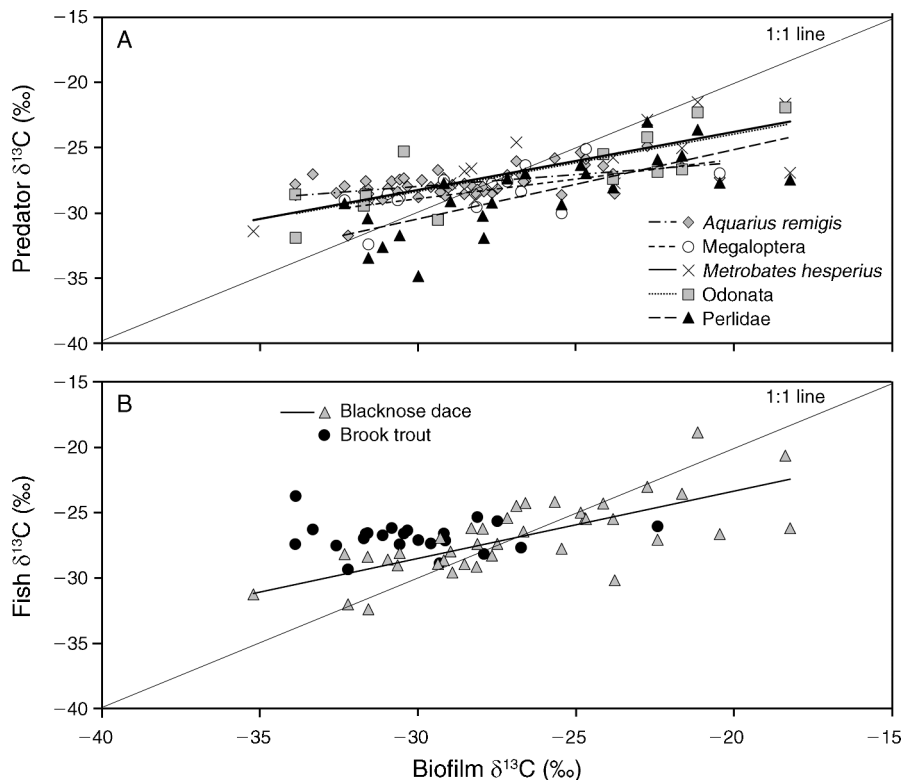 −15
−20
−25
−30
−35
−40
Predator δ13C (‰)
A
1:1 line
Aquarius remigis
Megaloptera
Metrobates hesperius
Odonata
Perlidae
−15
−20
−25
−30
−35
−40
Fish δ13C (‰)
B
1:1 line
Blacknose dace
Brook trout
−40
−35
−30
−25
−20
−15
Biofilm δ13C (‰)